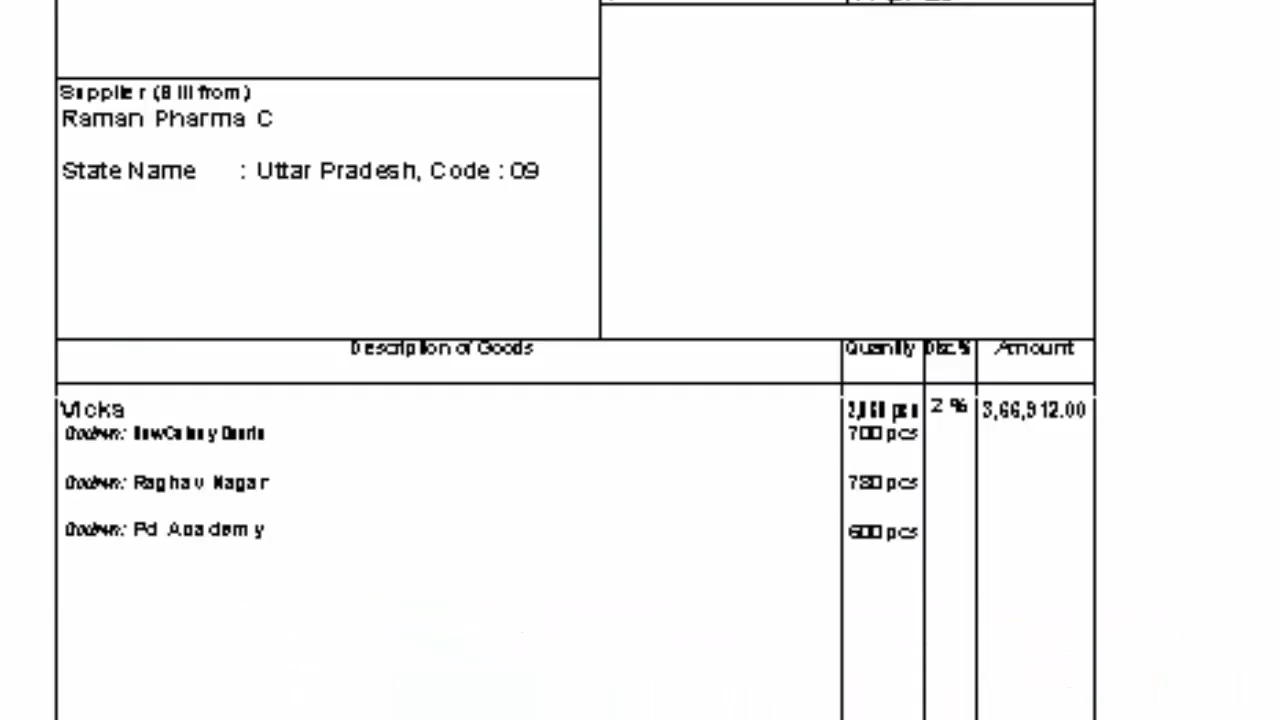 Supplier (Bill from)
Raman Pharma C
State Name : Uttar Pradesh, Code : 09
Description of Goods Quantity Disc. % Amount
Vicks 2 % 3,66,912.00
Godown: 700 pcs
Godown: Raghav Nagar 780 pcs
Godown: Pd Academy 600 pcs